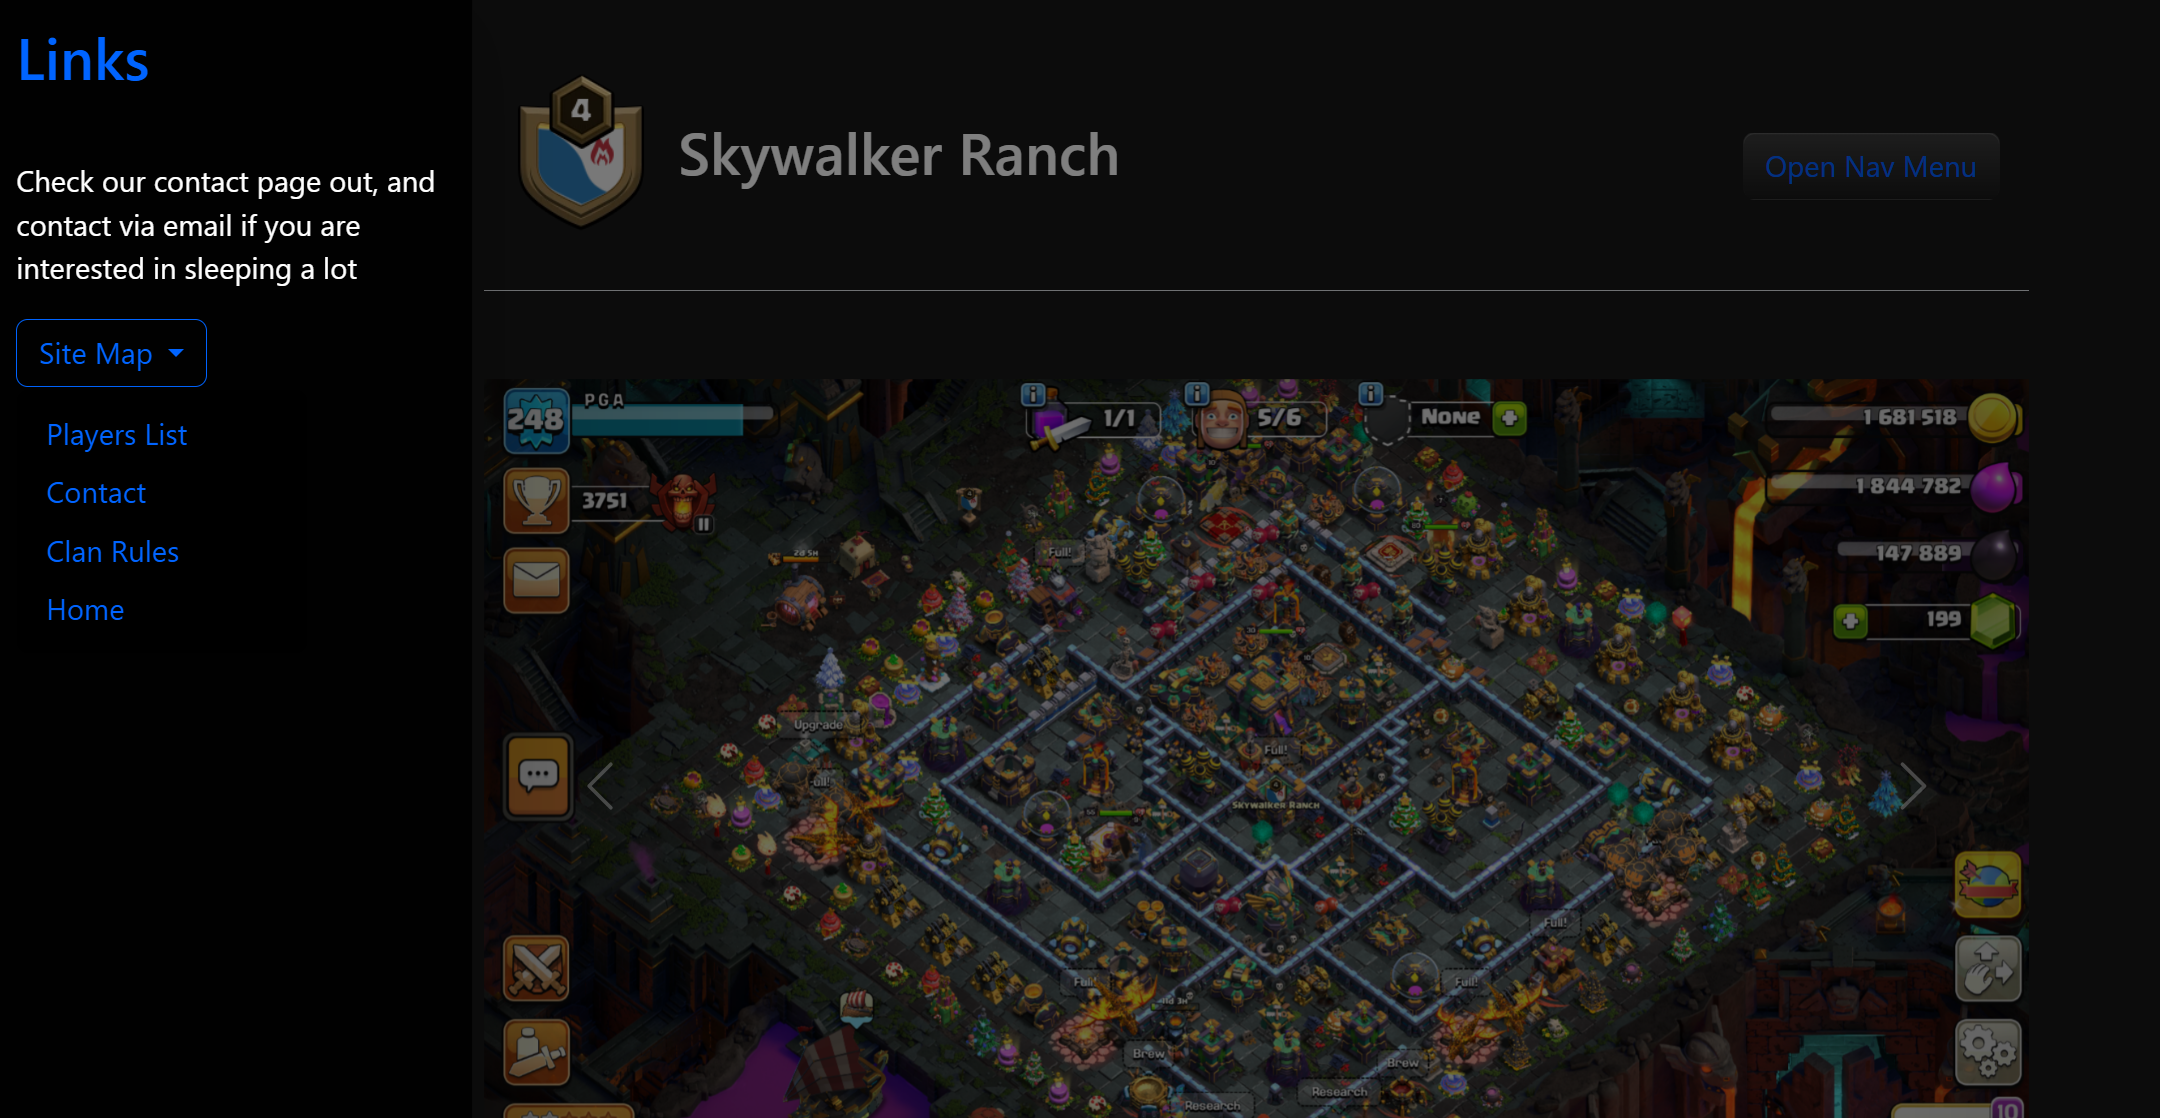 Links
Check our contact page out, and
contact via email if you are
interested in sleeping a lot
Site Map
Players List
Contact
Clan Rules
Home
4
Skywalker Ranch
Open Nav Menu
248
PGA
1/1
5/6
None
1 681 518
3751
1 844 782
147 889
199
Full!
Upgrade
Full!
Full!
SKYWALKER RANCH
Full!
Full!
Full!
Brew
Brew
Research
Research
10